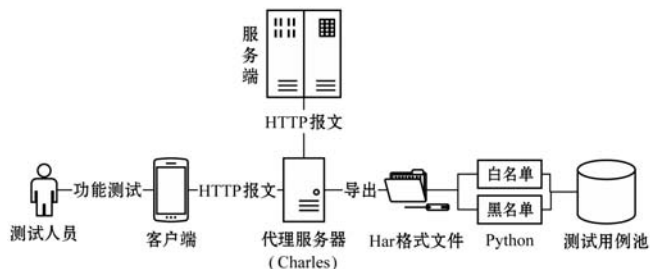 服务端
HTTP报文
功能测试
HTTP报文
导出
白名单
黑名单
测试人员
客户端
代理服务器
(Charles)
Har格式文件
Python
测试用例池